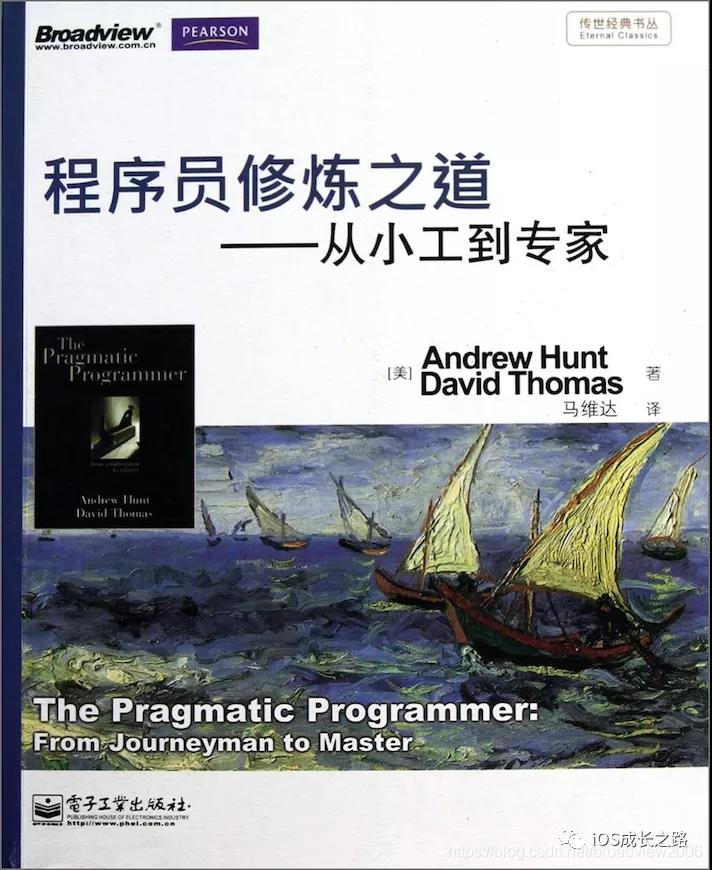 Broadview®
www.broadview.com.cn
PEARSON
传世经典书丛
Eternal Classics
程序员修炼之道
——从小工到专家
The
Pragmatic
Programmer
from journeyman
to master
Andrew Hunt
David Thomas
[美] Andrew Hunt
David Thomas 著
马维达 译
The Pragmatic Programmer:
From Journeyman to Master
電子工業出版社.
PUBLISHING HOUSE OF ELECTRONICS INDUSTRY
http://www.phei.com.cn
iOS成长之路
https://blog.csdn.net/broadview2006